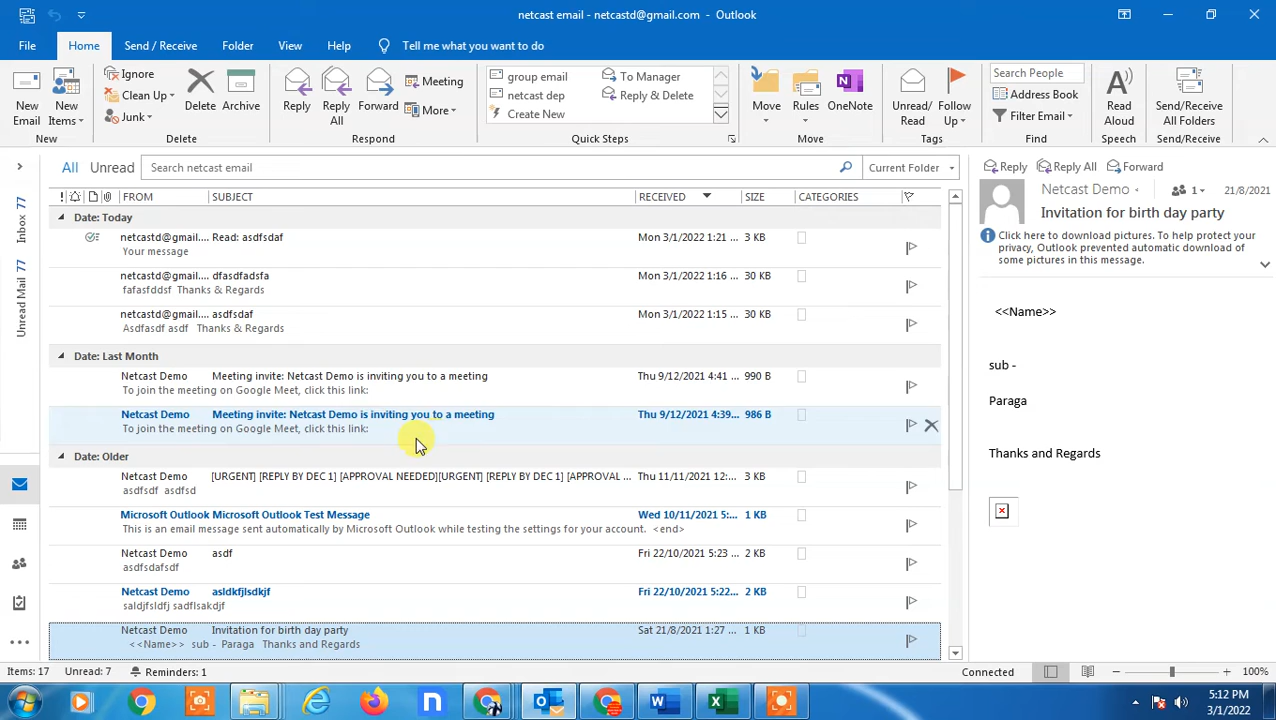 netcast email - netcastd@gmail.com - Outlook
File Home Send / Receive Folder View Help Tell me what you want to do
New Email
New Items
New
Ignore
Clean Up
Junk
Delete
Archive
Delete
Reply
Reply All
Forward
Meeting
More
Respond
group email
netcast dep
Create New
To Manager
Reply & Delete
Quick Steps
Move
Rules
OneNote
Move
Unread/ Read
Follow Up
Tags
Search People
Address Book
Filter Email
Find
Read Aloud
Speech
Send/Receive All Folders
Send/Receive
All Unread Search netcast email Current Folder
FROM SUBJECT RECEIVED SIZE CATEGORIES
Inbox 77
Unread Mail 77
Date: Today
netcastd@gmail.... Read: asdfsdaf Mon 3/1/2022 1:21 ... 3 KB
Your message
netcastd@gmail.... dfasdfadsfa Mon 3/1/2022 1:16 ... 30 KB
fafasfddsf Thanks & Regards
netcastd@gmail.... asdfsdaf Mon 3/1/2022 1:15 ... 30 KB
Asdfasdf asdf Thanks & Regards
Date: Last Month
Netcast Demo Meeting invite: Netcast Demo is inviting you to a meeting Thu 9/12/2021 4:41 ... 990 B
To join the meeting on Google Meet, click this link:
Netcast Demo Meeting invite: Netcast Demo is inviting you to a meeting Thu 9/12/2021 4:39... 986 B
To join the meeting on Google Meet, click this link:
Date: Older
Netcast Demo [URGENT] [REPLY BY DEC 1] [APPROVAL NEEDED][URGENT] [REPLY BY DEC 1] [APPROVAL ... Thu 11/11/2021 12:... 3 KB
asdfsdf asdfsd
Microsoft Outlook Microsoft Outlook Test Message Wed 10/11/2021 5:... 1 KB
This is an email message sent automatically by Microsoft Outlook while testing the settings for your account. <end>
Netcast Demo asdf Fri 22/10/2021 5:23 ... 2 KB
asdfsdafsdf
Netcast Demo asldkfjlsdkjf Fri 22/10/2021 5:22... 2 KB
saldjfsldfj sadflsakdjf
Netcast Demo Invitation for birth day party Sat 21/8/2021 1:27 ... 1 KB
<<Name>> sub - Paraga Thanks and Regards
Reply Reply All Forward
Netcast Demo 1 21/8/2021
Invitation for birth day party
Click here to download pictures. To help protect your
privacy, Outlook prevented automatic download of
some pictures in this message.
<<Name>>
sub -
Paraga
Thanks and Regards
Items: 17 Unread: 7 Reminders: 1 Connected 100%
5:12 PM
3/1/2022